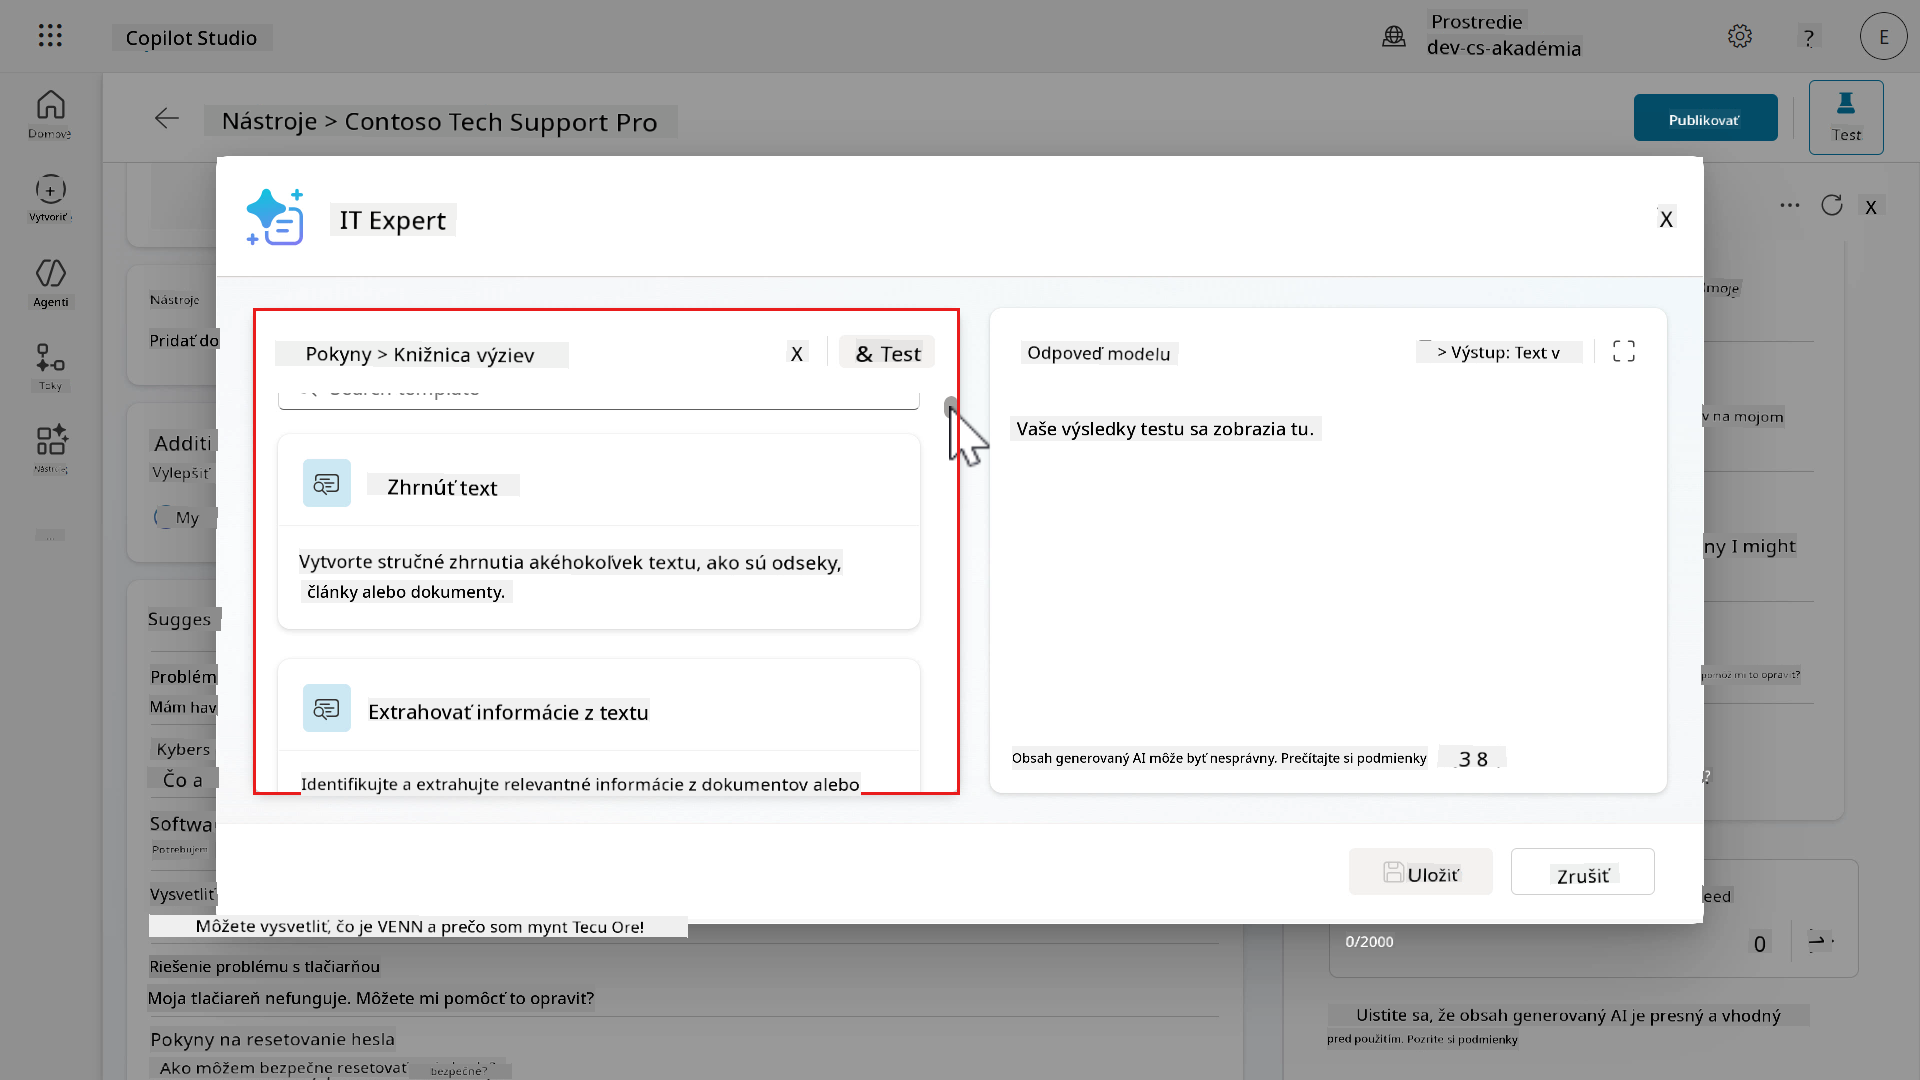 Copilot Studio
Prostredie
dev-cs-akadémia
?
E
Domove
Vytvoriť
Agenti
Toky
Nástroje > Contoso Tech Support Pro
Publikovať
Test
X
IT Expert
X
Nástroje
Pridať do
Additi
Vylepšiť
My
...
Pokyny > Knižnica výziev
X
& Test
Zhrnúť text
Vytvorte stručné zhrnutia akéhokoľvek textu, ako sú odseky,
články alebo dokumenty.
Extrahovať informácie z textu
Identifikujte a extrahujte relevantné informácie z dokumentov alebo
Odpoveď modelu
> Výstup: Text v
Vaše výsledky testu sa zobrazia tu.
Obsah generovaný AI môže byť nesprávny. Prečítajte si podmienky
3 8
Uložiť
Zrušiť
moje
v na mojom
ny I might
pomoz mi to opraviť?
?
eed
Sugges
Problém
Mám hav
Kybers
Čo a
Softwa
Potrebujem
Vysvetliť
Môžete vysvetliť, čo je VENN a prečo som mynt Tecu Ore!
Riešenie problému s tlačiarňou
Moja tlačiareň nefunguje. Môžete mi pomôcť to opraviť?
Pokyny na resetovanie hesla
Ako môžem bezpečne resetovať
bezpečne?
0/2000
0
Uistite sa, že obsah generovaný AI je presný a vhodný
pred použitím. Pozrite si podmienky